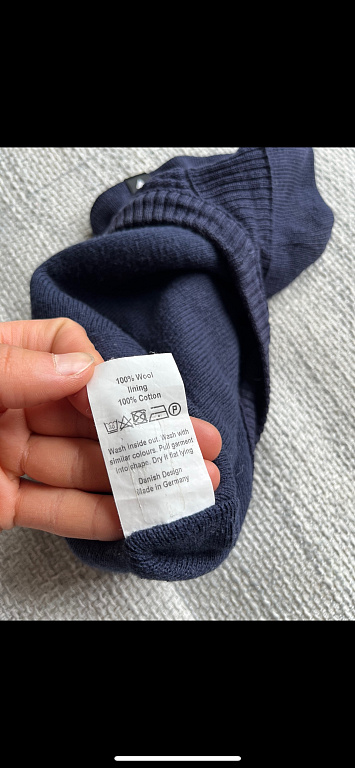 100% Wool
lining
100% Cotton
P
Wash inside out. Wash with
similar colours. Pull garment
into shape. Dry it flat lying
Danish Design
Made in Germany